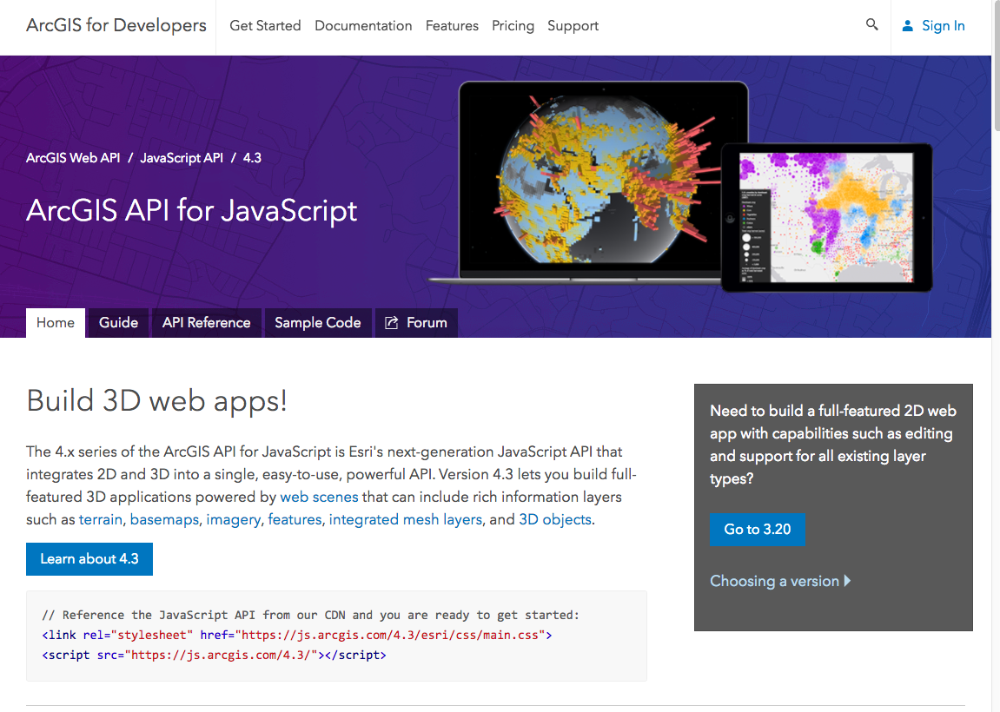 ArcGIS for Developers
Get Started Documentation Features Pricing Support
Sign In
ArcGIS Web API / JavaScript API / 4.3
ArcGIS API for JavaScript
Home Guide API Reference Sample Code Forum
Build 3D web apps!
The 4.x series of the ArcGIS API for JavaScript is Esri's next-generation JavaScript API that
integrates 2D and 3D into a single, easy-to-use, powerful API. Version 4.3 lets you build full-
featured 3D applications powered by web scenes that can include rich information layers
such as terrain, basemaps, imagery, features, integrated mesh layers, and 3D objects.
Learn about 4.3
// Reference the JavaScript API from our CDN and you are ready to get started:
<link rel="stylesheet" href="https://js.arcgis.com/4.3/esri/css/main.css">
<script src="https://js.arcgis.com/4.3/"></script>
Need to build a full-featured 2D web
app with capabilities such as editing
and support for all existing layer
types?
Go to 3.20
Choosing a version